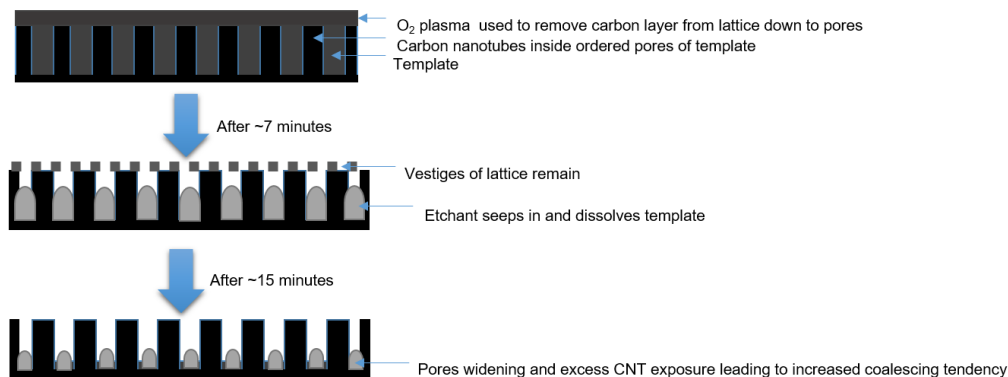 O₂ plasma used to remove carbon layer from lattice down to pores
Carbon nanotubes inside ordered pores of template
Template
After ~7 minutes
Vestiges of lattice remain
Etchant seeps in and dissolves template
After ~15 minutes
Pores widening and excess CNT exposure leading to increased coalescing tendency